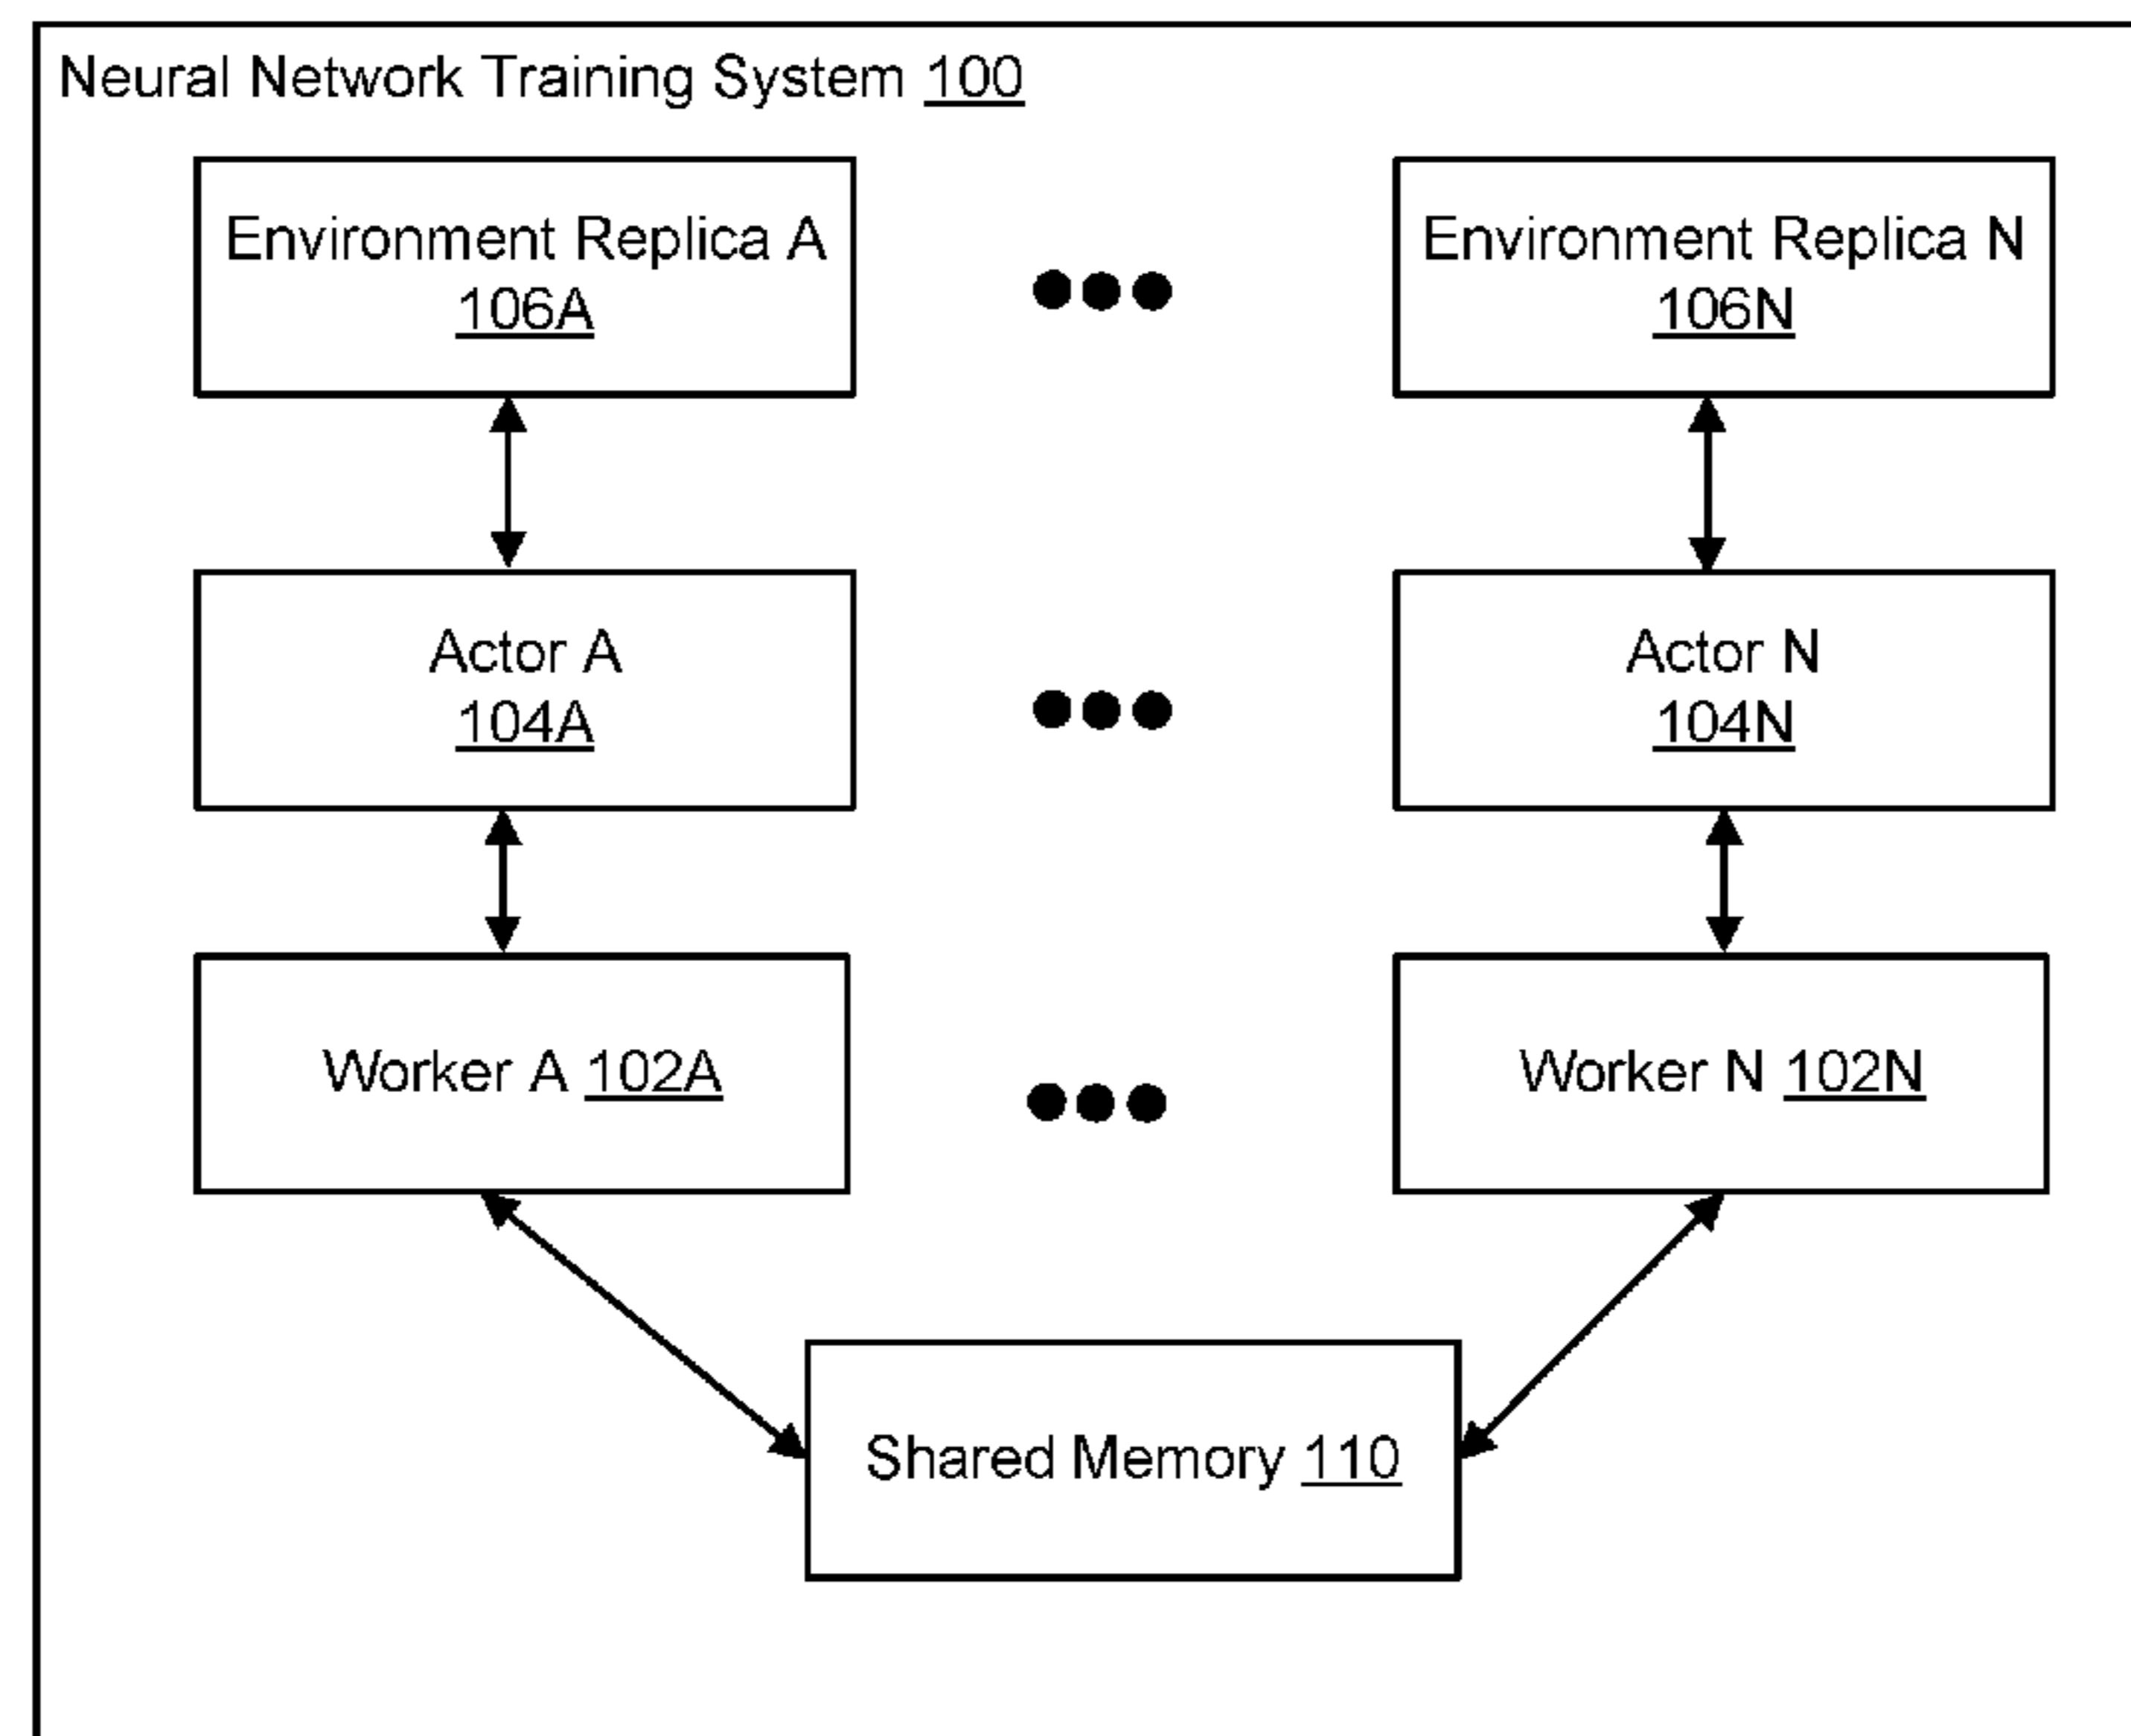 Neural Network Training System 100
Environment Replica A
106A
Environment Replica N
106N
Actor A
104A
Actor N
104N
Worker A 102A
Worker N 102N
Shared Memory 110